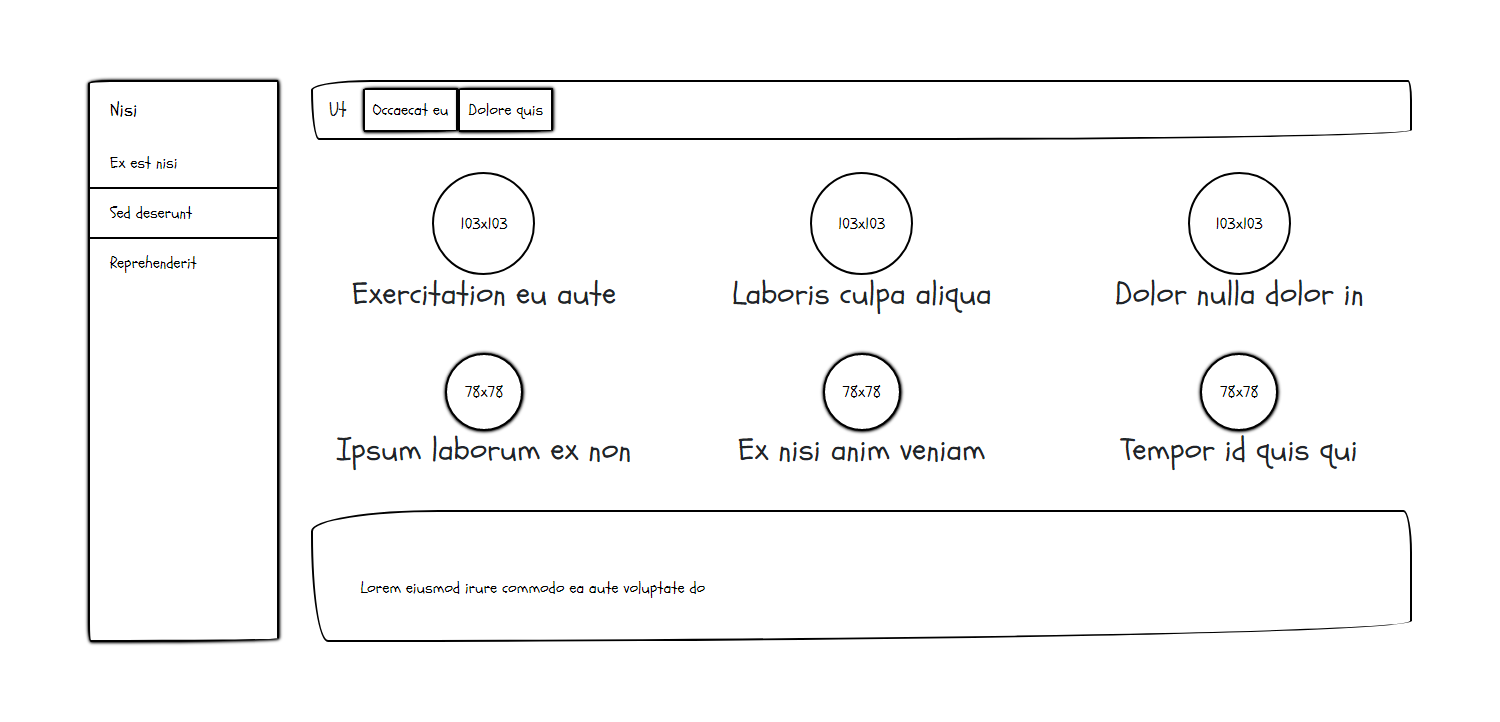 Nisi
Ex est nisi
Sed deserunt
Reprehenderit
Ut
Occaecat eu
Dolore quis
103x103
103x103
103x103
Exercitation eu aute
Laboris culpa aliqua
Dolor nulla dolor in
78x78
78x78
78x78
Ipsum laborum ex non
Ex nisi anim veniam
Tempor id quis qui
Lorem eiusmod irure commodo ea aute voluptate do